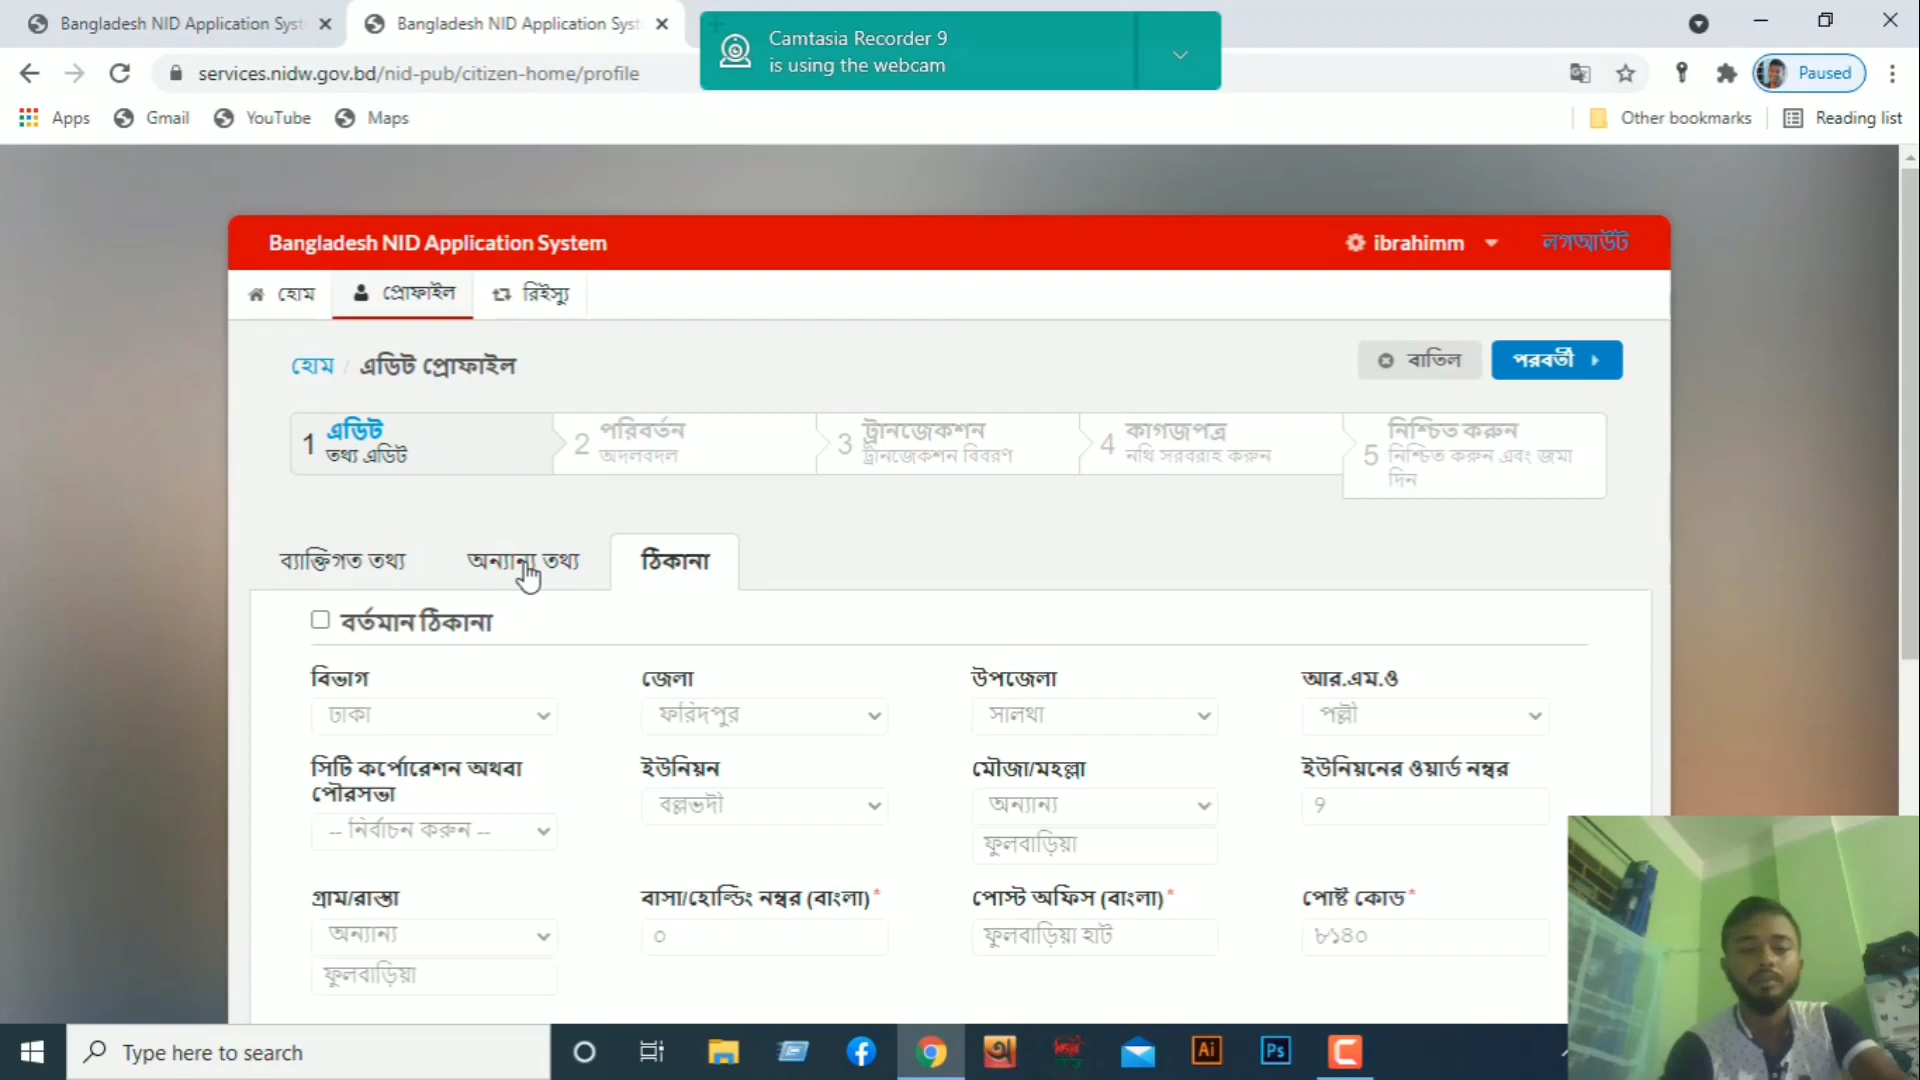 Bangladesh NID Application Syst
Bangladesh NID Application Syst
Camtasia Recorder 9
is using the webcam
services.nidw.gov.bd/nid-pub/citizen-home/profile
Paused
Apps
Gmail
YouTube
Maps
Other bookmarks
Reading list
Bangladesh NID Application System
ibrahimm
লগআউট
হোম
প্রোফাইল
রিইস্যু
হোম / এডিট প্রোফাইল
বাতিল
পরবর্তী
1 এডিট
তথ্য এডিট
2 পরিবর্তন
অদলবদল
3 ট্রানজেকশন
ট্রানজেকশন বিবরণ
4 কাগজপত্র
নথি সরবরাহ করুন
5 নিশ্চিত করুন
নিশ্চিত করুন এবং জমা
দিন
ব্যাক্তিগত তথ্য
অন্যান্য তথ্য
ঠিকানা
বর্তমান ঠিকানা
বিভাগ
জেলা
উপজেলা
আর.এম.ও
ঢাকা
ফরিদপুর
সালথা
পল্লী
সিটি কর্পোরেশন অথবা
পৌরসভা
ইউনিয়ন
মৌজা/মহল্লা
ইউনিয়নের ওয়ার্ড নম্বর
-- নির্বাচন করুন --
বল্লভদী
অন্যান্য
ফুলবাড়িয়া
9
গ্রাম/রাস্তা
বাসা/হোল্ডিং নম্বর (বাংলা)*
পোস্ট অফিস (বাংলা)*
পোষ্ট কোড*
অন্যান্য
ফুলবাড়িয়া
০
ফুলবাড়িয়া হাট
৮১৪০
Type here to search
Ai
Ps